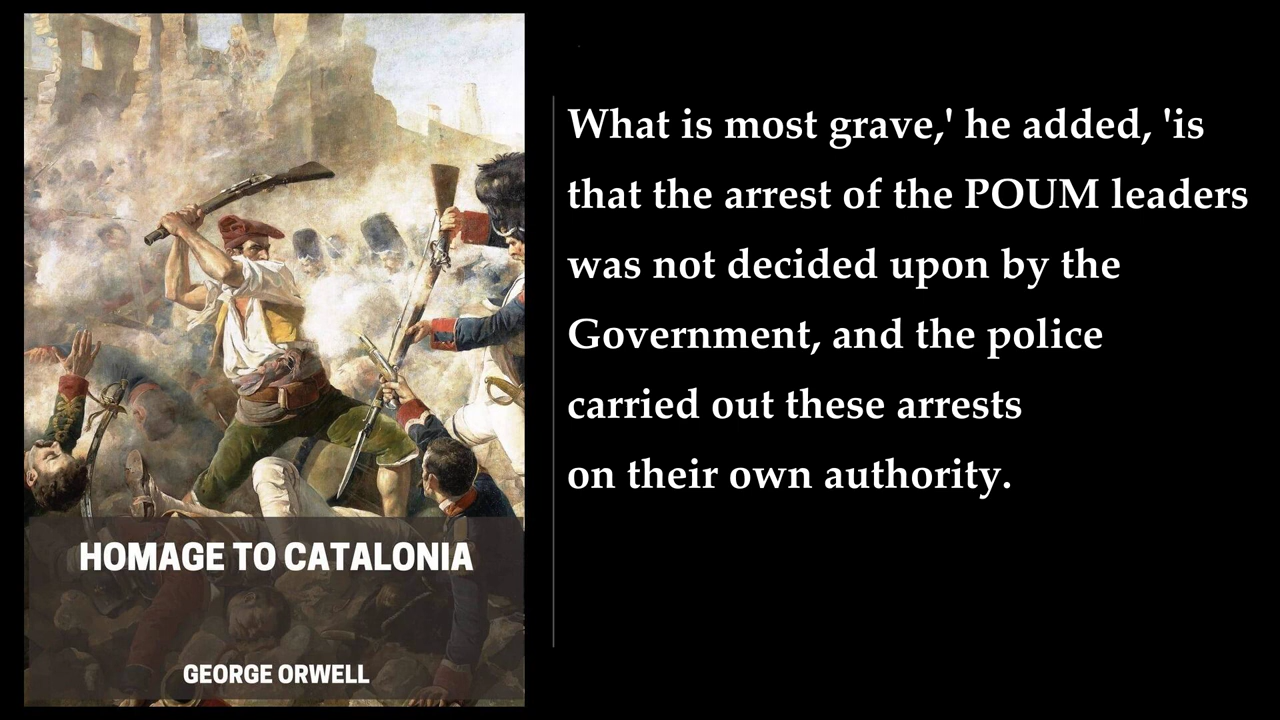 What is most grave,' he added, 'is
that the arrest of the POUM leaders
was not decided upon by the
Government, and the police
carried out these arrests
on their own authority.
HOMAGE TO CATALONIA
GEORGE ORWELL